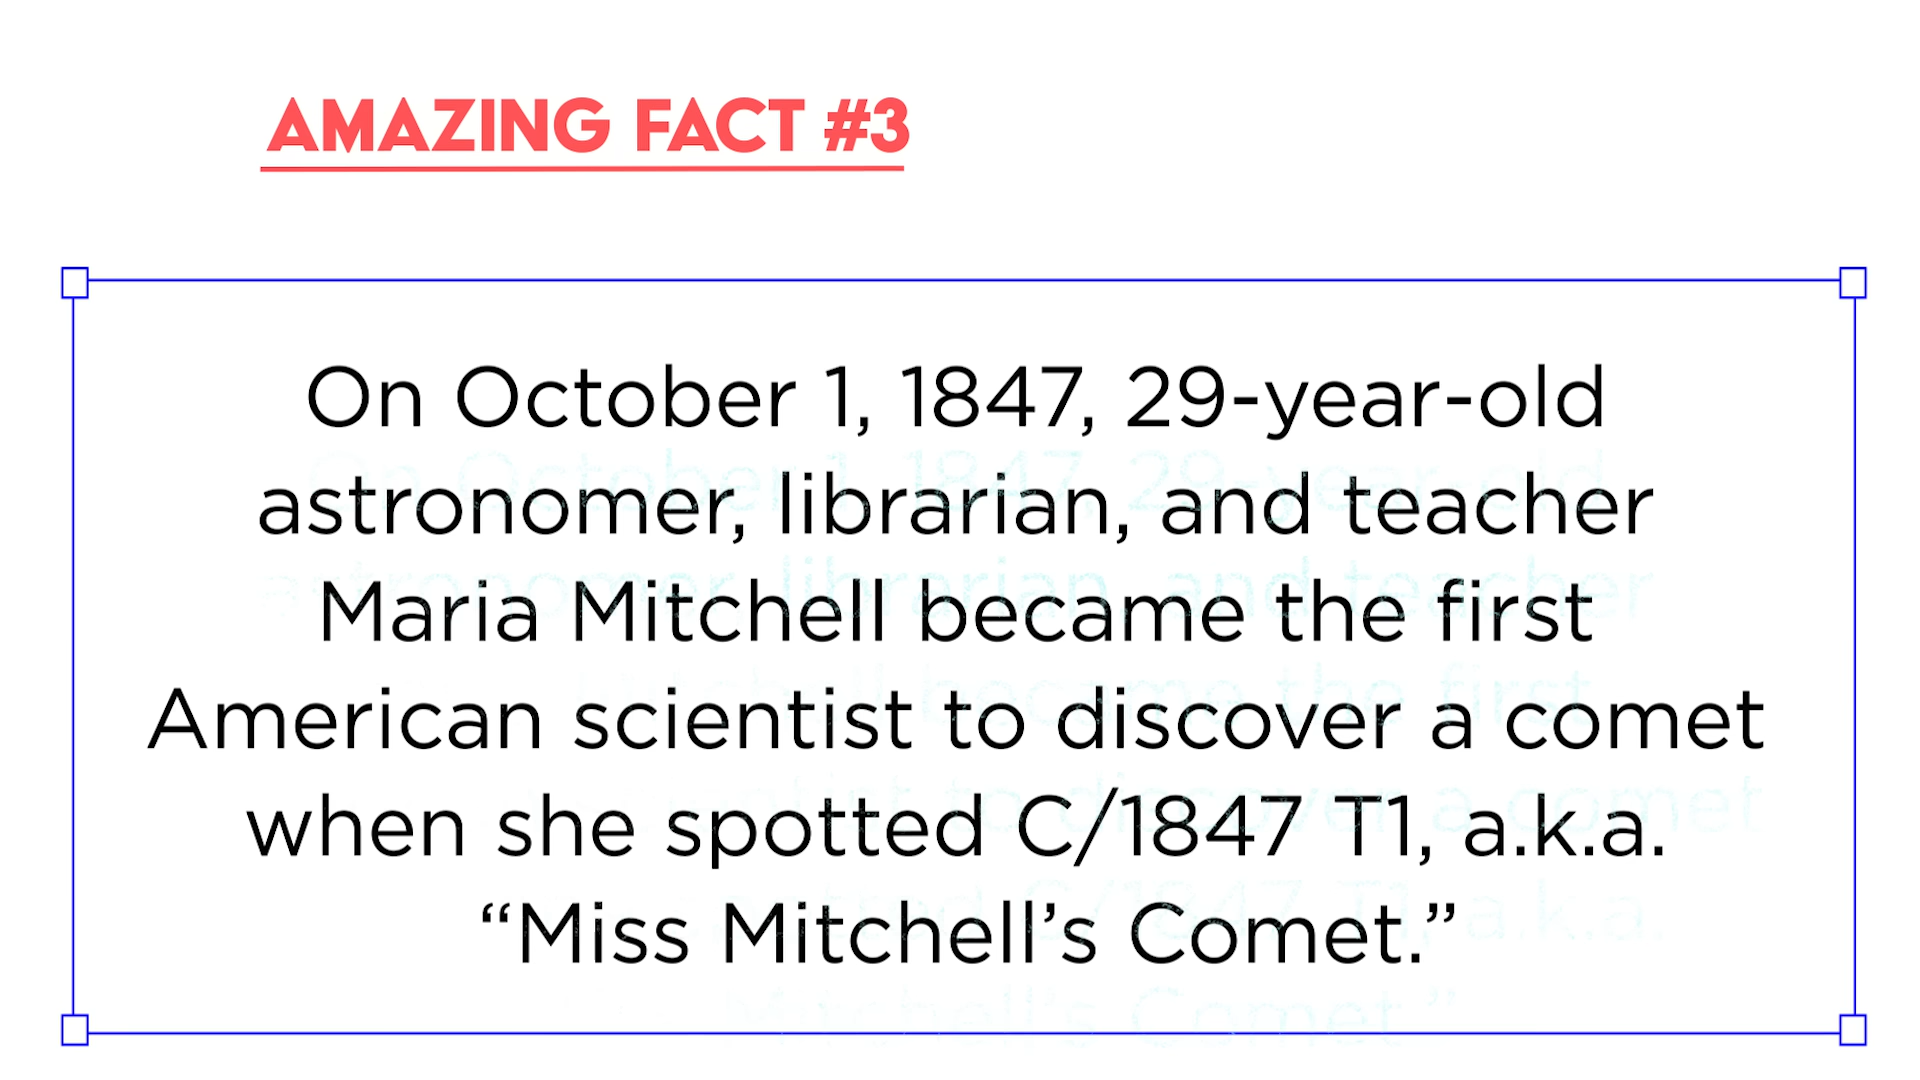 AMAZING FACT #3
On October 1, 1847, 29-year-old
astronomer, librarian, and teacher
Maria Mitchell became the first
American scientist to discover a comet
when she spotted C/1847 T1, a.k.a.
“Miss Mitchell’s Comet.”